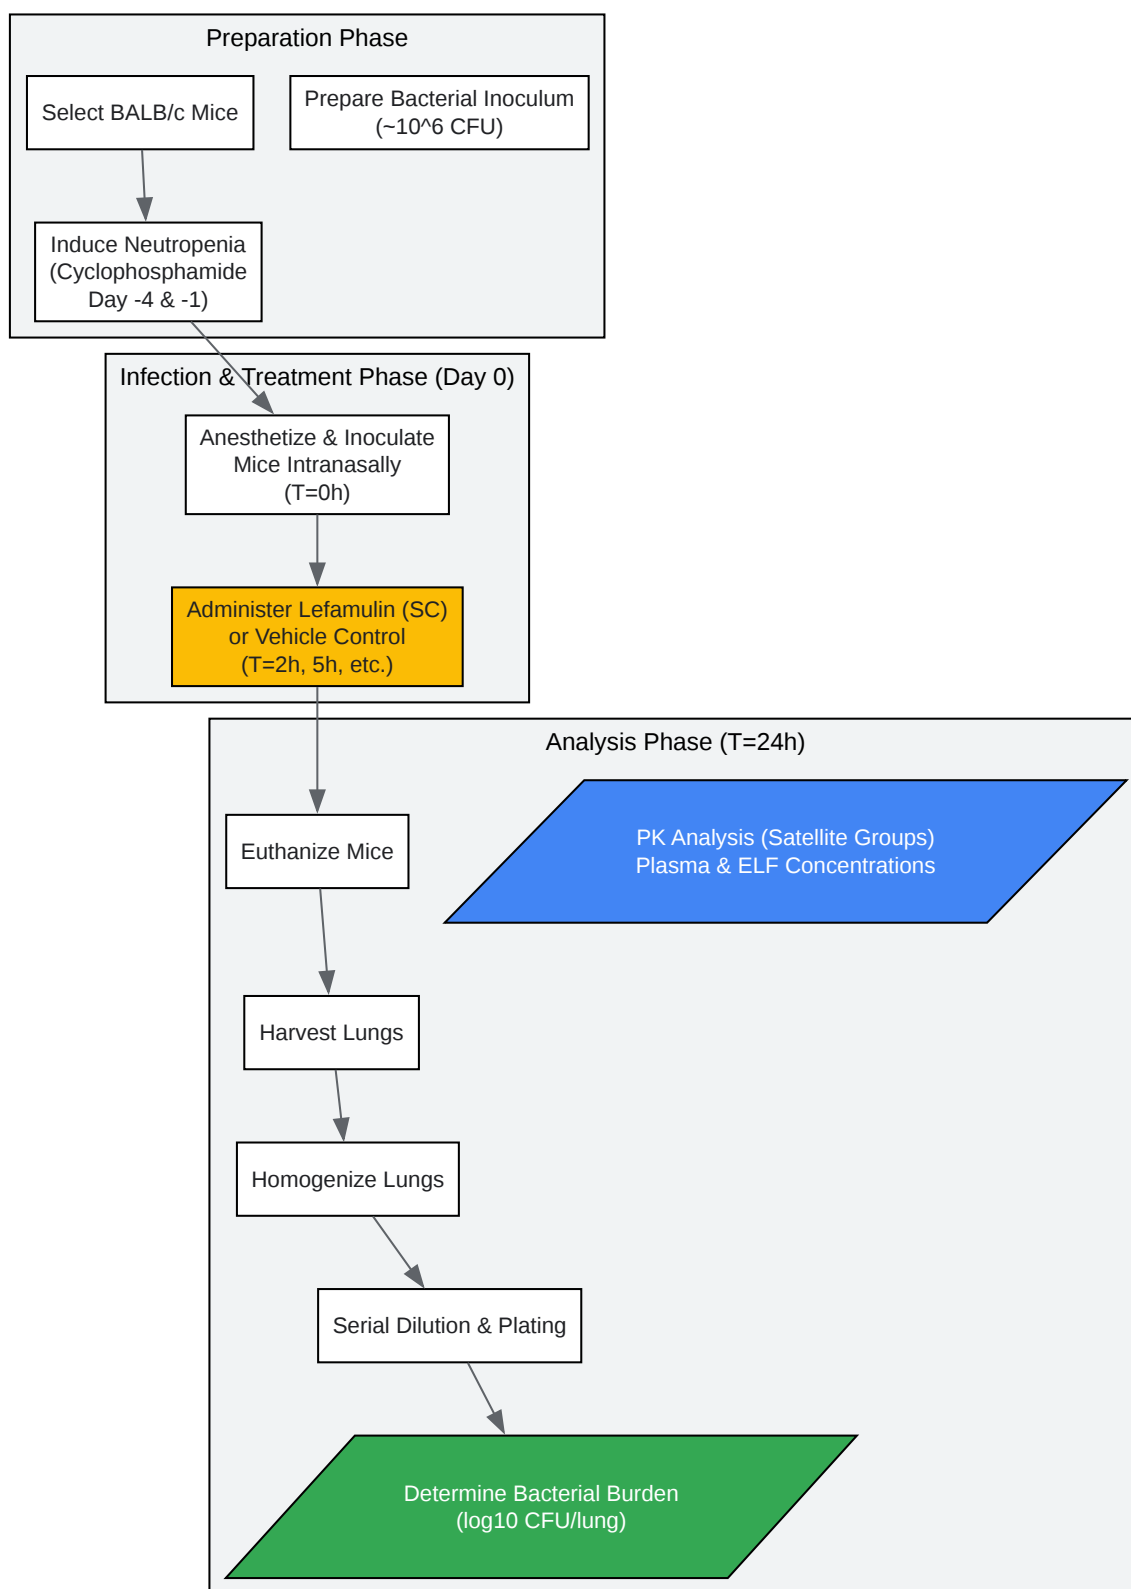 Preparation Phase
Select BALB/c Mice
Prepare Bacterial Inoculum
(~10^6 CFU)
Induce Neutropenia
(Cyclophosphamide
Day -4 & -1)
Infection & Treatment Phase (Day 0)
Anesthetize & Inoculate
Mice Intranasally
(T=0h)
Administer Lefamulin (SC)
or Vehicle Control
(T=2h, 5h, etc.)
Analysis Phase (T=24h)
PK Analysis (Satellite Groups)
Plasma & ELF Concentrations
Euthanize Mice
Harvest Lungs
Homogenize Lungs
Serial Dilution & Plating
Determine Bacterial Burden
(log10 CFU/lung)